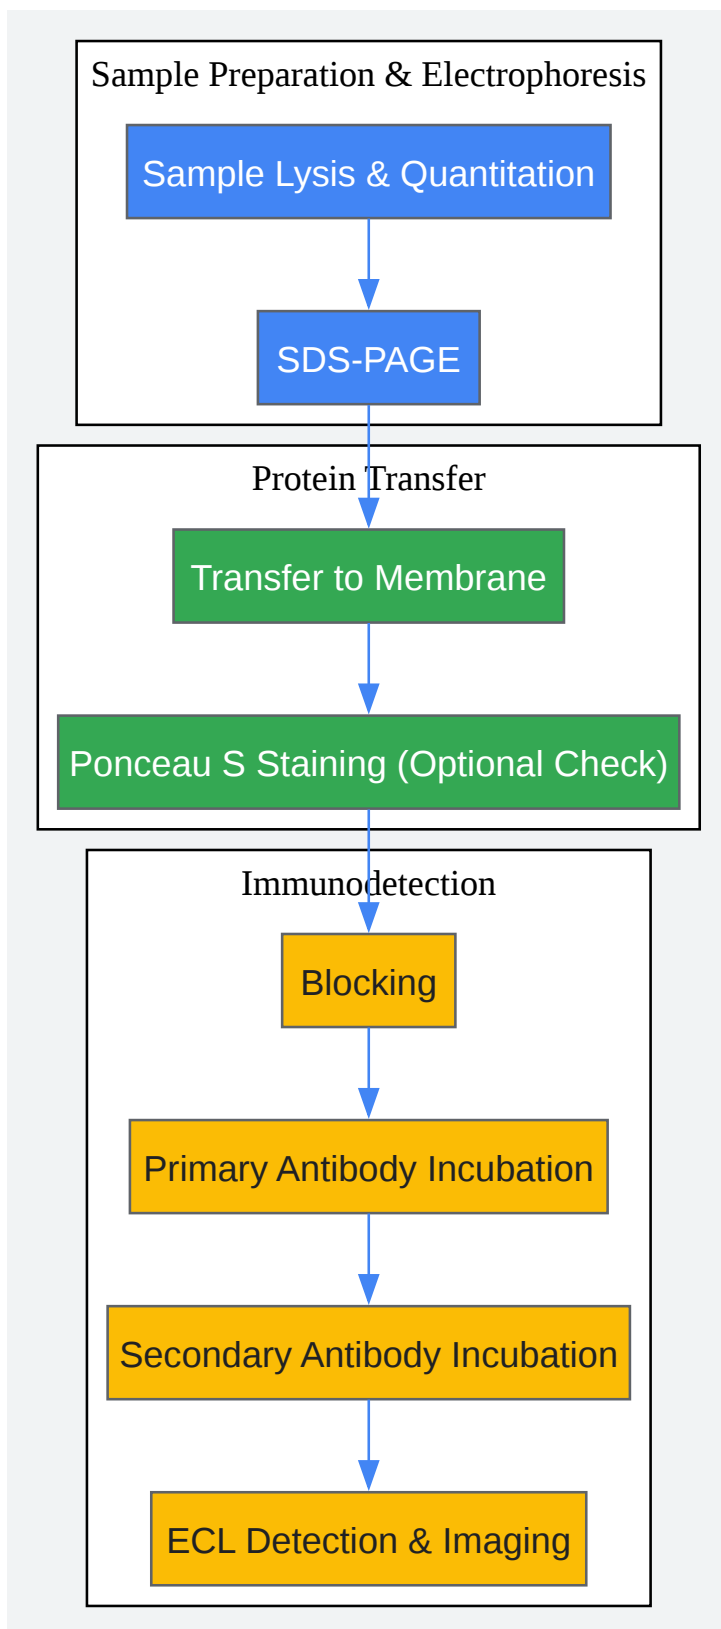 Sample Preparation & Electrophoresis
Sample Lysis & Quantitation
SDS-PAGE
Protein Transfer
Transfer to Membrane
Ponceau S Staining (Optional Check)
Immunodetection
Blocking
Primary Antibody Incubation
Secondary Antibody Incubation
ECL Detection & Imaging